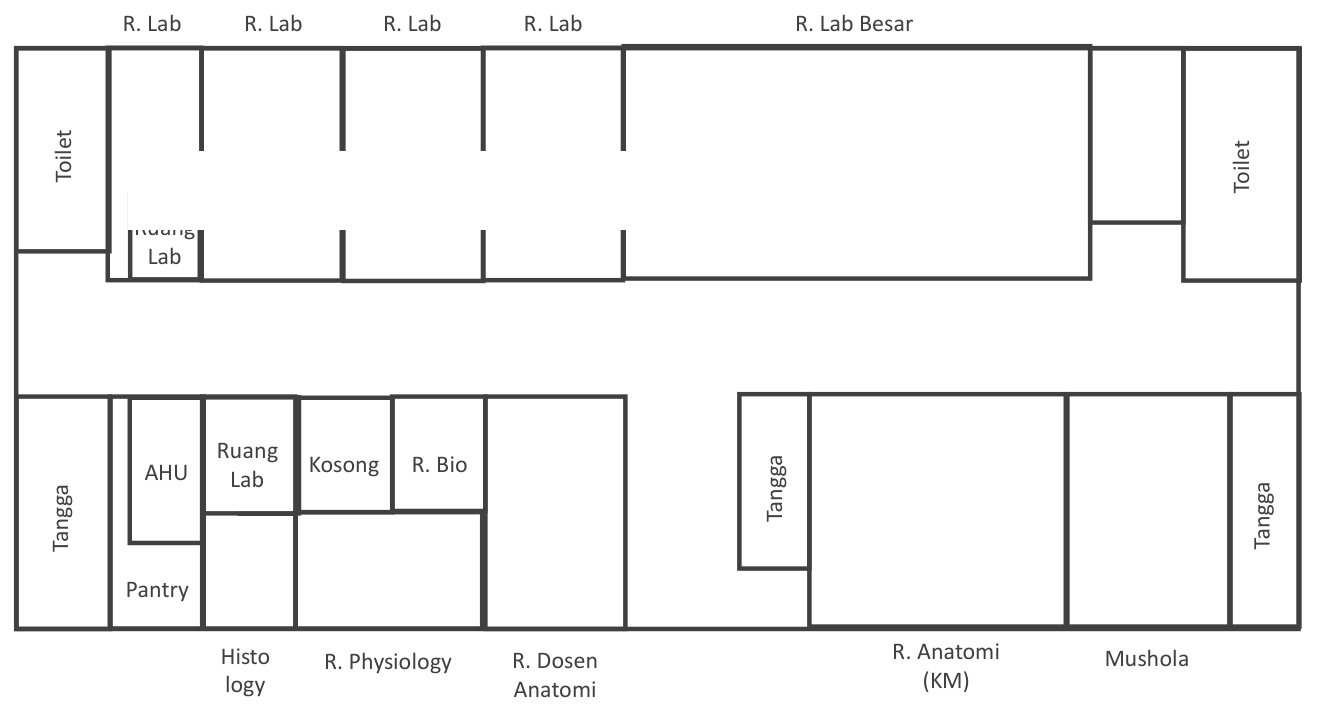 R. Lab
R. Lab
R. Lab
R. Lab
R. Lab Besar
Toilet
Toilet
Ruang
Lab
Tangga
AHU
Pantry
Ruang
Lab
Kosong
R. Bio
Tangga
Tangga
Histo
logy
R. Physiology
R. Dosen
Anatomi
R. Anatomi
(KM)
Mushola